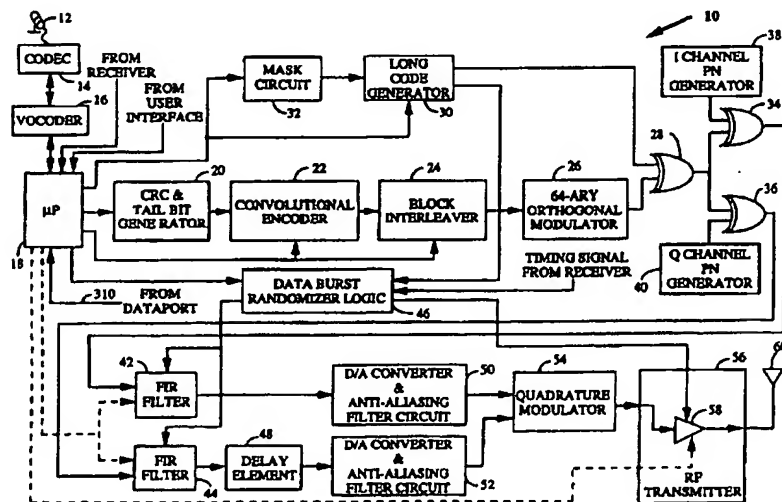 12
10
38
CODEC
14
FROM
RECEIVER
FROM
USER
INTERFACE
MASK
CIRCUIT
32
LONG
CODE
GENERATOR
30
I CHANNEL
PN
GENERATOR
34
16
VOCODER
28
20
22
24
26
36
μP
18
CRC &
TAIL BIT
GENERATOR
CONVOLUTIONAL
ENCODER
BLOCK
INTERLEAVER
64-ARY
ORTHOGONAL
MODULATOR
Q CHANNEL
PN
GENERATOR
40
TIMING SIGNAL
FROM RECEIVER
310
FROM
DATAPORT
DATA BURST
RANDOMIZER LOGIC
46
42
FIR
FILTER
50
D/A CONVERTER
&
ANTI-ALIASING
FILTER CIRCUIT
54
QUADRATURE
MODULATOR
56
60
58
FIR
FILTER
44
48
DELAY
ELEMENT
D/A CONVERTER
&
ANTI-ALIASING
FILTER CIRCUIT
52
RF
TRANSMITTER